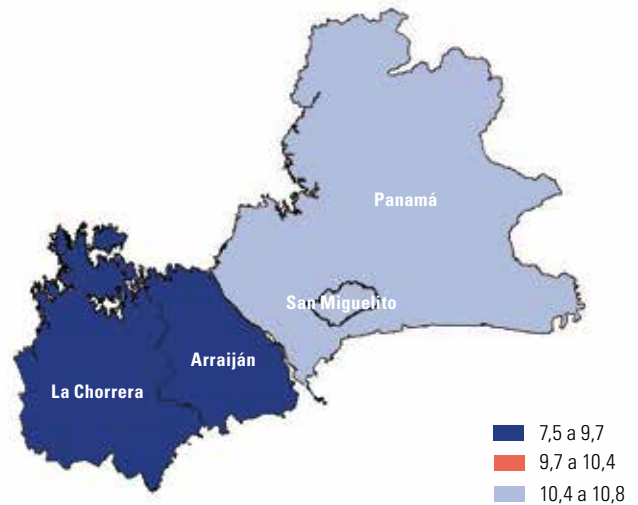 Panamá
San Miguelito
Arraiján
La Chorrera
7,5 a 9,7
9,7 a 10,4
10,4 a 10,8